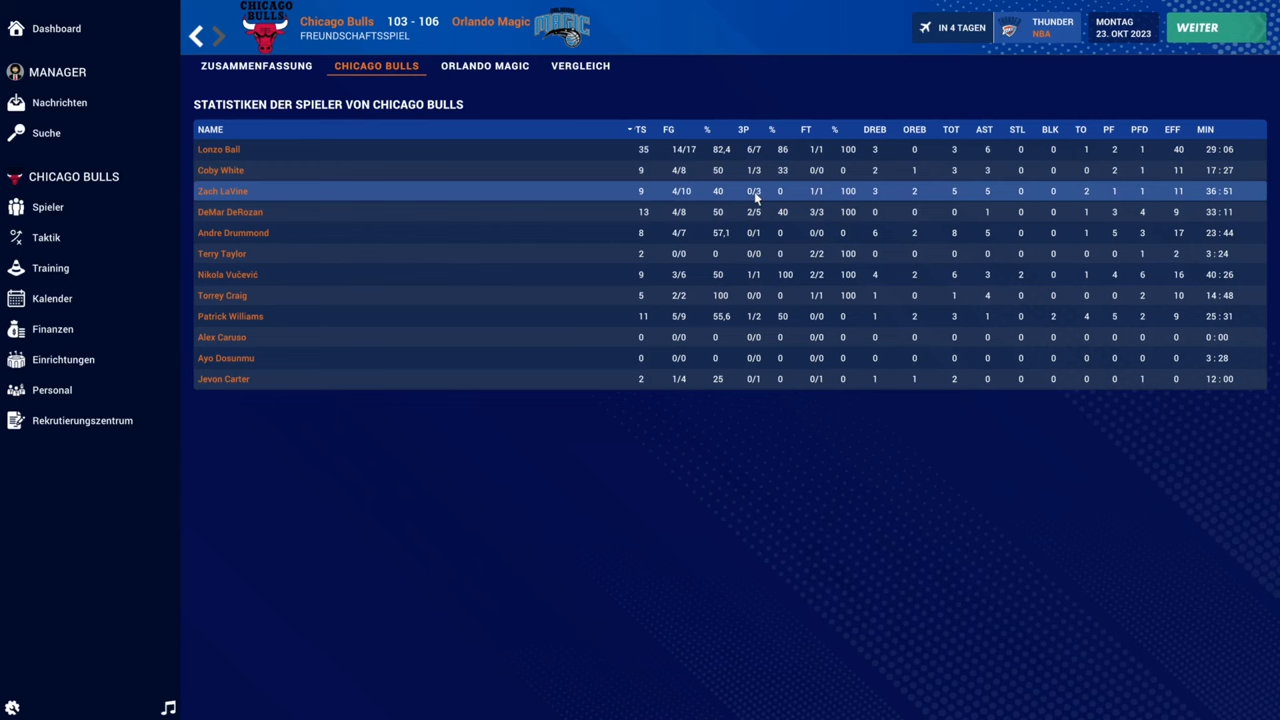 Dashboard
MANAGER
Nachrichten
Suche
CHICAGO BULLS
Spieler
Taktik
Training
Kalender
Finanzen
Einrichtungen
Personal
Rekrutierungszentrum
CHICAGO
BULLS
Chicago Bulls 103 - 106 Orlando Magic
FREUNDSCHAFTSSPIEL
MAGIC
IN 4 TAGEN
THUNDER
THUNDER
NBA
MONTAG
23. OKT 2023
WEITER
ZUSAMMENFASSUNG CHICAGO BULLS ORLANDO MAGIC VERGLEICH
STATISTIKEN DER SPIELER VON CHICAGO BULLS
NAME TS FG % 3P % FT % DREB OREB TOT AST STL BLK TO PF PFD EFF MIN
Lonzo Ball 35 14/17 82,4 6/7 86 1/1 100 3 0 3 6 0 0 1 2 1 40 29 : 06
Coby White 9 4/8 50 1/3 33 0/0 0 2 1 3 3 0 0 0 2 1 11 17 : 27
Zach LaVine 9 4/10 40 0/3 0 1/1 100 3 2 5 5 0 0 2 1 1 11 36 : 51
DeMar DeRozan 13 4/8 50 2/5 40 3/3 100 0 0 0 1 0 0 1 3 4 9 33 : 11
Andre Drummond 8 4/7 57,1 0/1 0 0/0 0 6 2 8 5 0 0 1 5 3 17 23 : 44
Terry Taylor 2 0/0 0 0/0 0 2/2 100 0 0 0 0 0 0 0 0 1 2 3 : 24
Nikola Vučević 9 3/6 50 1/1 100 2/2 100 4 2 6 3 2 0 1 4 6 16 40 : 26
Torrey Craig 5 2/2 100 0/0 0 1/1 100 1 0 1 4 0 0 0 0 2 10 14 : 48
Patrick Williams 11 5/9 55,6 1/2 50 0/0 0 1 2 3 1 0 2 4 5 2 9 25 : 31
Alex Caruso 0 0/0 0 0/0 0 0/0 0 0 0 0 0 0 0 0 0 0 0 0 : 00
Ayo Dosunmu 0 0/0 0 0/0 0 0/0 0 0 0 0 0 0 0 0 0 0 0 3 : 28
Jevon Carter 2 1/4 25 0/1 0 0/1 0 1 1 2 0 0 0 0 0 1 0 12 : 00